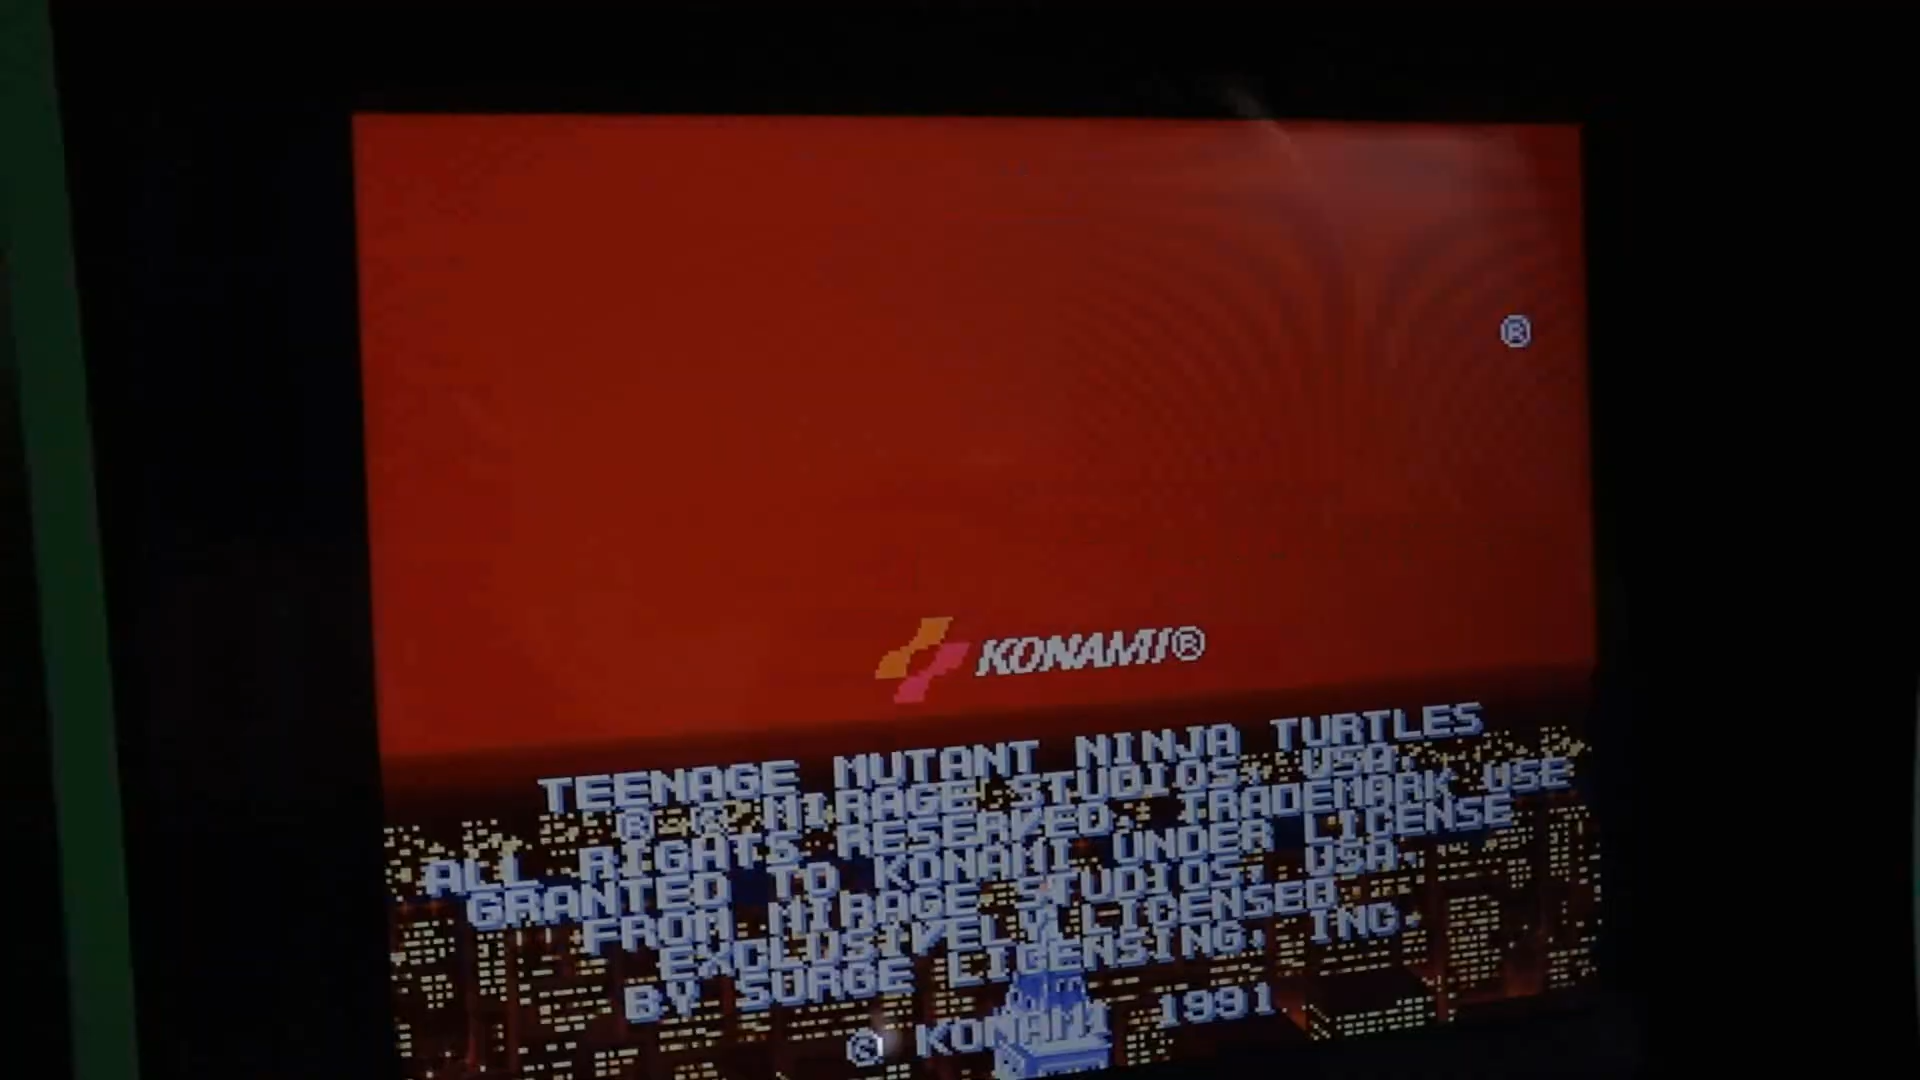 ®
KONAMI®
TEENAGE MUTANT NINJA TURTLES
® & © MIRAGE STUDIOS, USA.
ALL RIGHTS RESERVED. TRADEMARK USE
GRANTED TO KONAMI UNDER LICENSE
FROM MIRAGE STUDIOS, USA.
EXCLUSIVELY LICENSED
BY SURGE LICENSING, INC.
© KONAMI 1991